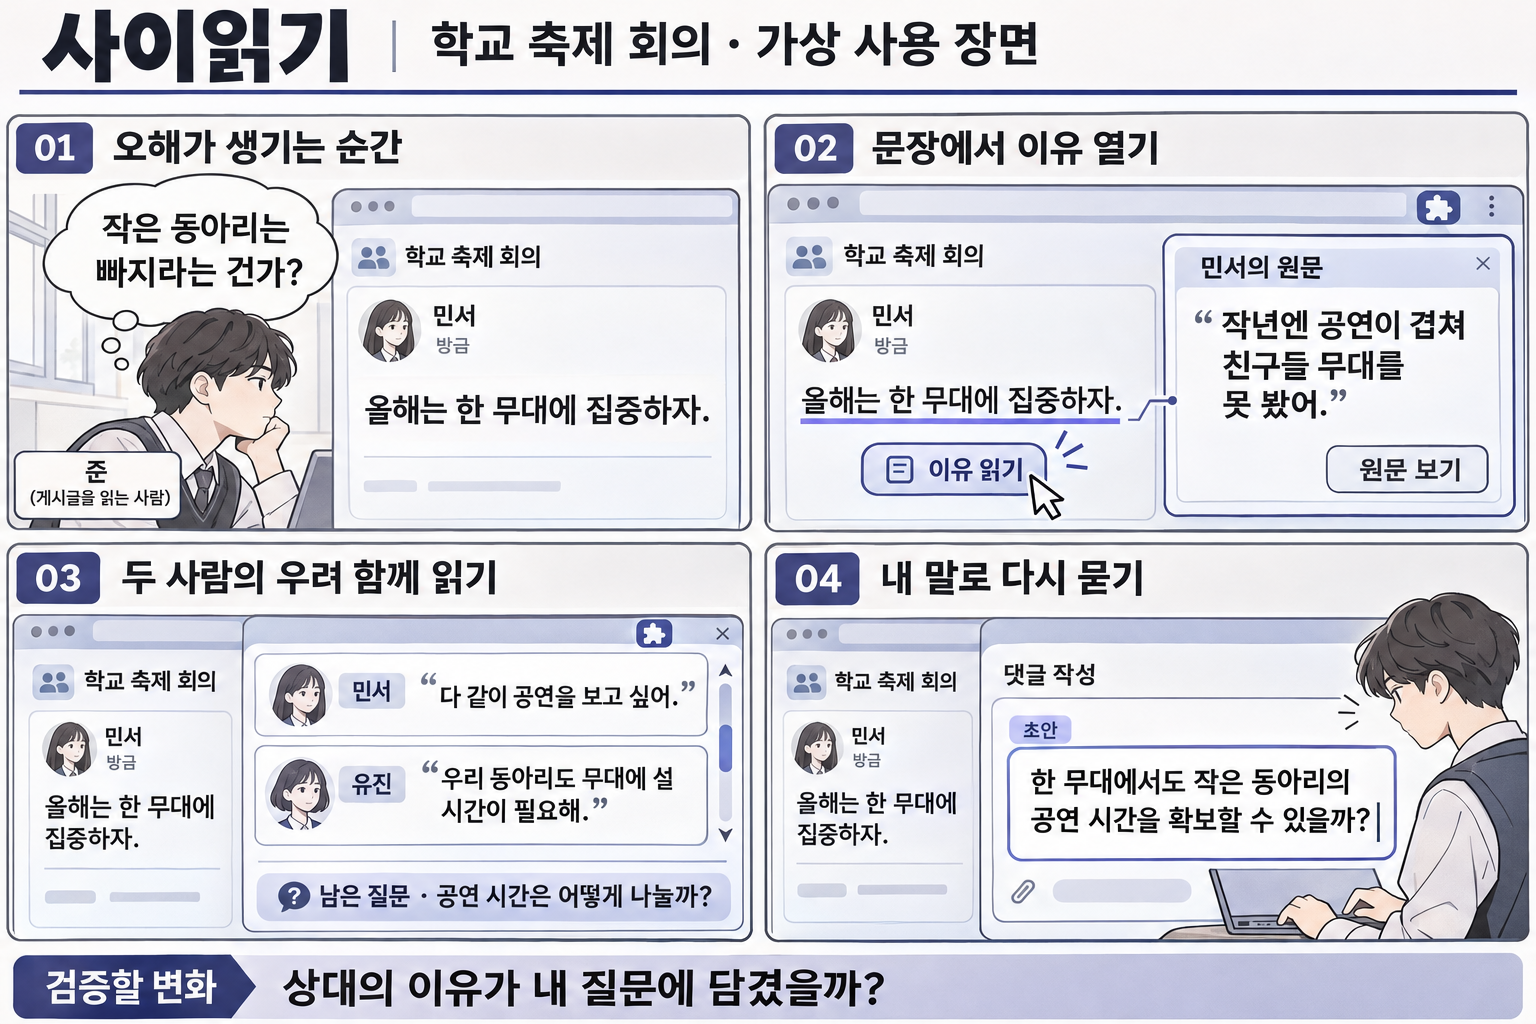 사이읽기
학교 축제 회의 · 가상 사용 장면
01 오해가 생기는 순간
작은 동아리는
빠지라는 건가?
준
(게시글을 읽는 사람)
학교 축제 회의
민서
방금
올해는 한 무대에 집중하자.
02 문장에서 이유 열기
학교 축제 회의
민서
방금
올해는 한 무대에 집중하자.
이유 읽기
민서의 원문
“ 작년엔 공연이 겹쳐
친구들 무대를
못 봤어.”
원문 보기
03 두 사람의 우려 함께 읽기
학교 축제 회의
민서
방금
올해는 한 무대에
집중하자.
민서
“다 같이 공연을 보고 싶어.”
유진
“우리 동아리도 무대에 설
시간이 필요해.”
? 남은 질문 · 공연 시간은 어떻게 나눌까?
04 내 말로 다시 묻기
학교 축제 회의
민서
방금
올해는 한 무대에
집중하자.
댓글 작성
초안
한 무대에서도 작은 동아리의
공연 시간을 확보할 수 있을까?
검증할 변화
상대의 이유가 내 질문에 담겼을까?